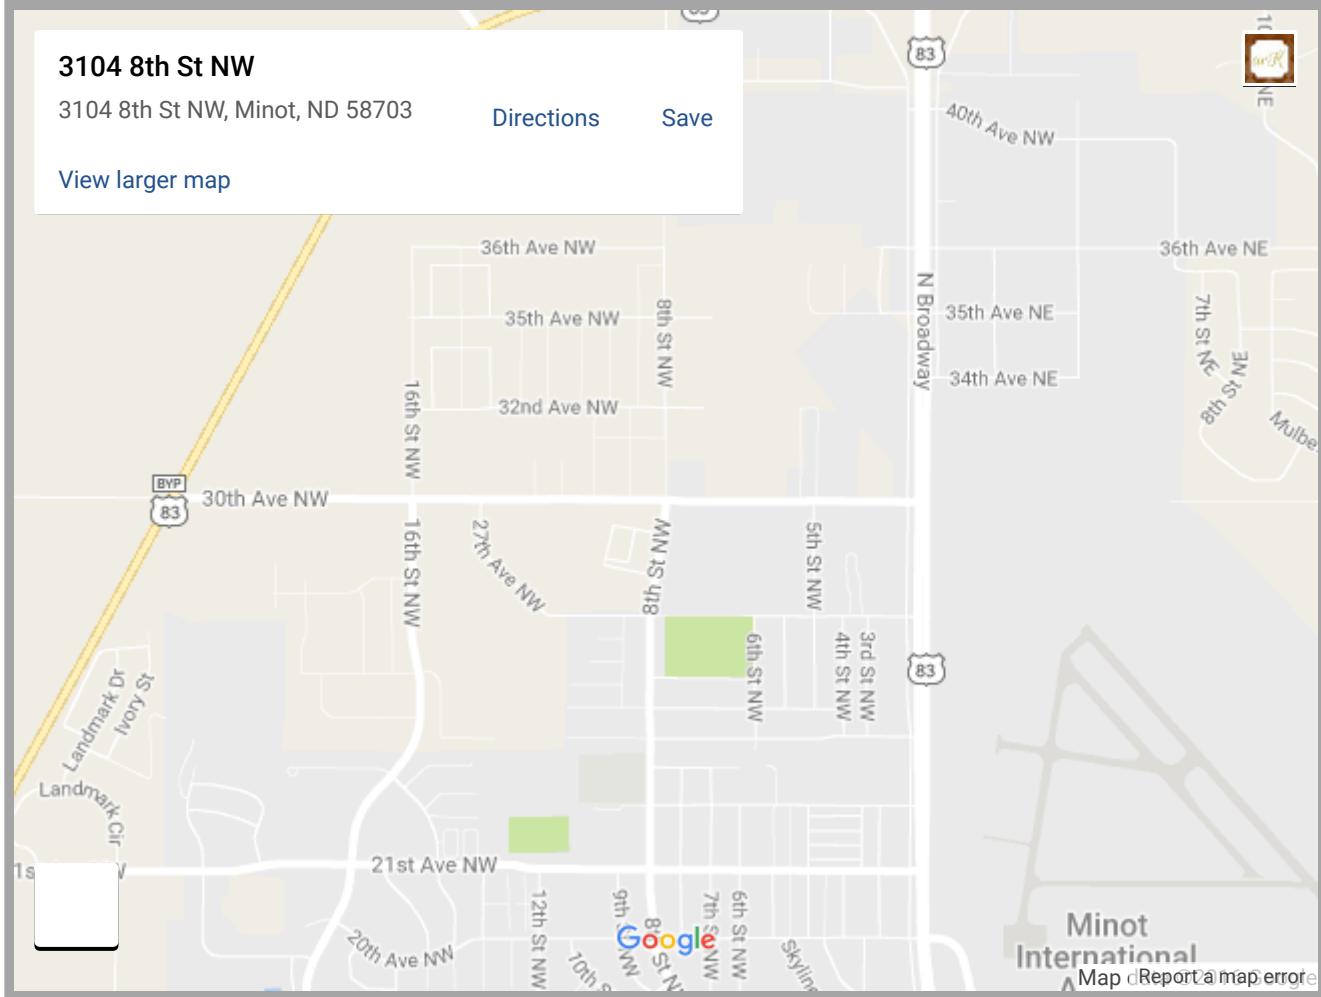 3104 8th St NW
3104 8th St NW, Minot, ND 58703
Directions
Save
View larger map
83
40th Ave NW
36th Ave NW
36th Ave NE
N Broadway
35th Ave NW
8th St NW
35th Ave NE
7th St NE
8th St NE
34th Ave NE
16th St NW
32nd Ave NW
BYP
83
30th Ave NW
16th St NW
27th Ave NW
8th St NW
5th St NW
6th St NW
4th St NW
3rd St NW
83
Landmark Dr
Ivory St
Landmark Cir
21st Ave NW
20th Ave NW
12th St NW
9th
10th
8th St N
7th St NW
6th St NW
Google
Minot
International
Map
Report a map error